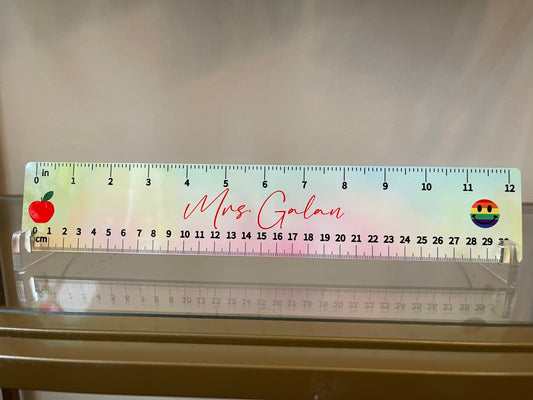 in
0 1 2 3 4 5 6 7 8 9 10 11 12
Mrs. Galan
0 1 2 3 4 5 6 7 8 9 10 11 12 13 14 15 16 17 18 19 20 21 22 23 24 25 26 27 28 29
cm